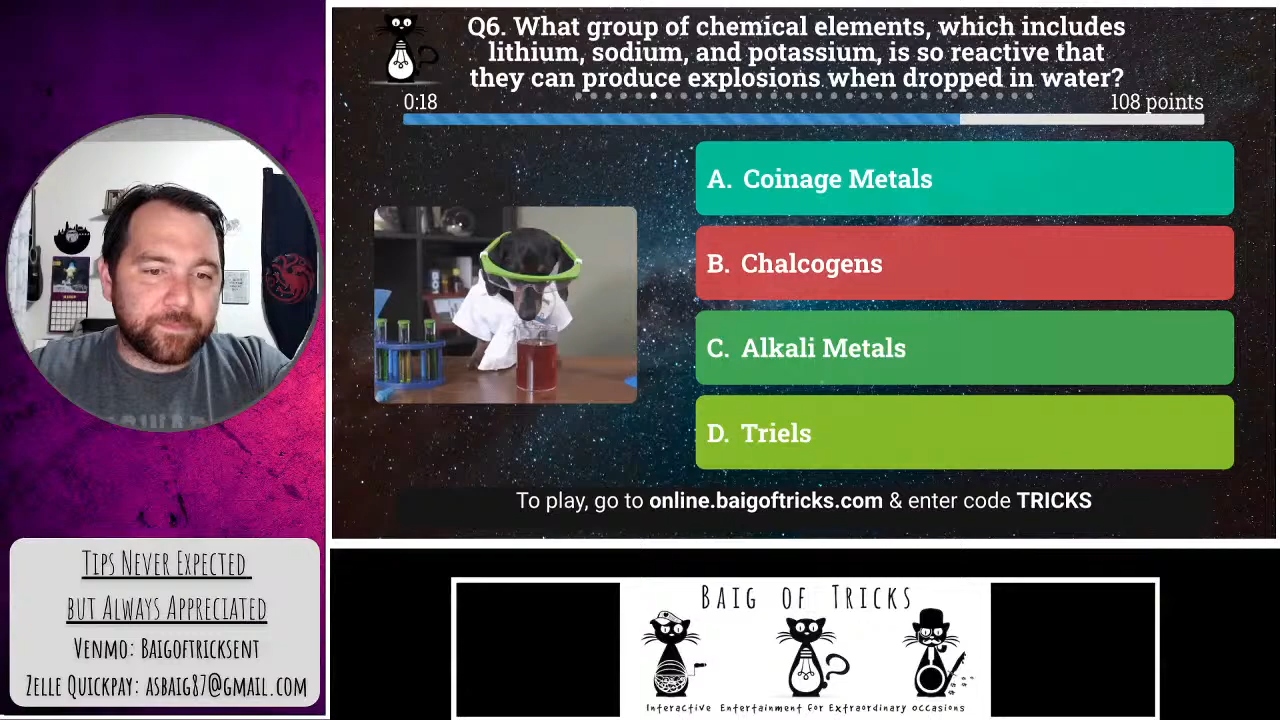 Q6. What group of chemical elements, which includes
lithium, sodium, and potassium, is so reactive that
they can produce explosions when dropped in water?
0:18
108 points
A. Coinage Metals
B. Chalcogens
C. Alkali Metals
D. Triels
To play, go to online.baigoftricks.com & enter code TRICKS
Tips Never Expected
but Always Appreciated
Venmo: Baigoftricksent
Zelle Quickpay: asbaig87@gmail.com
Baig of Tricks
Interactive Entertainment for Extraordinary Occasions